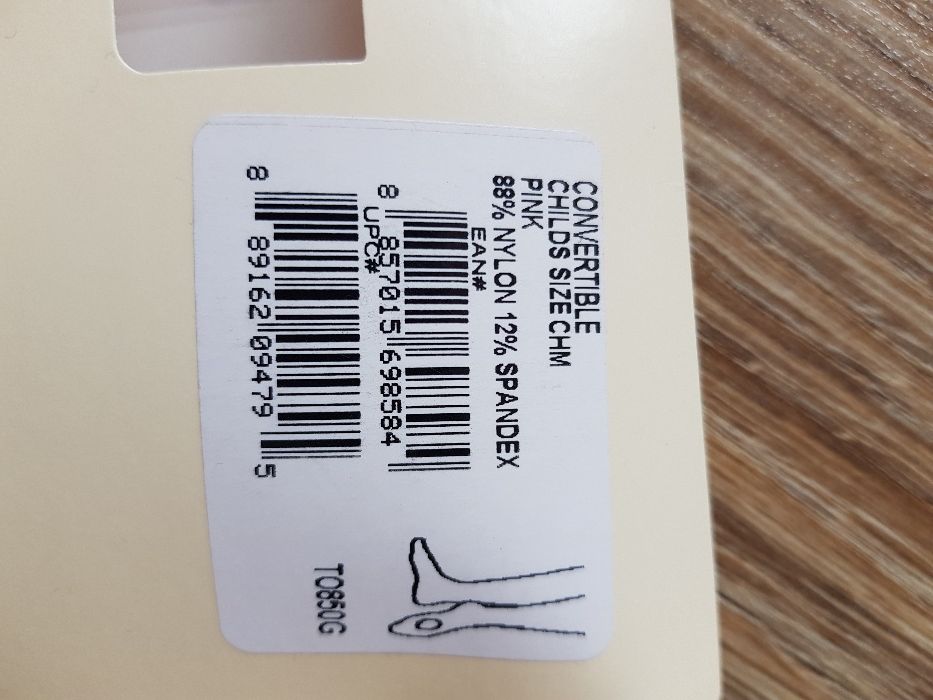 CONVERTIBLE
CHILDS SIZE CHM
PINK
88% NYLON 12% SPANDEX
EAN#
8 857015 698584
UPC#
8 89162 09479 5
TO850G